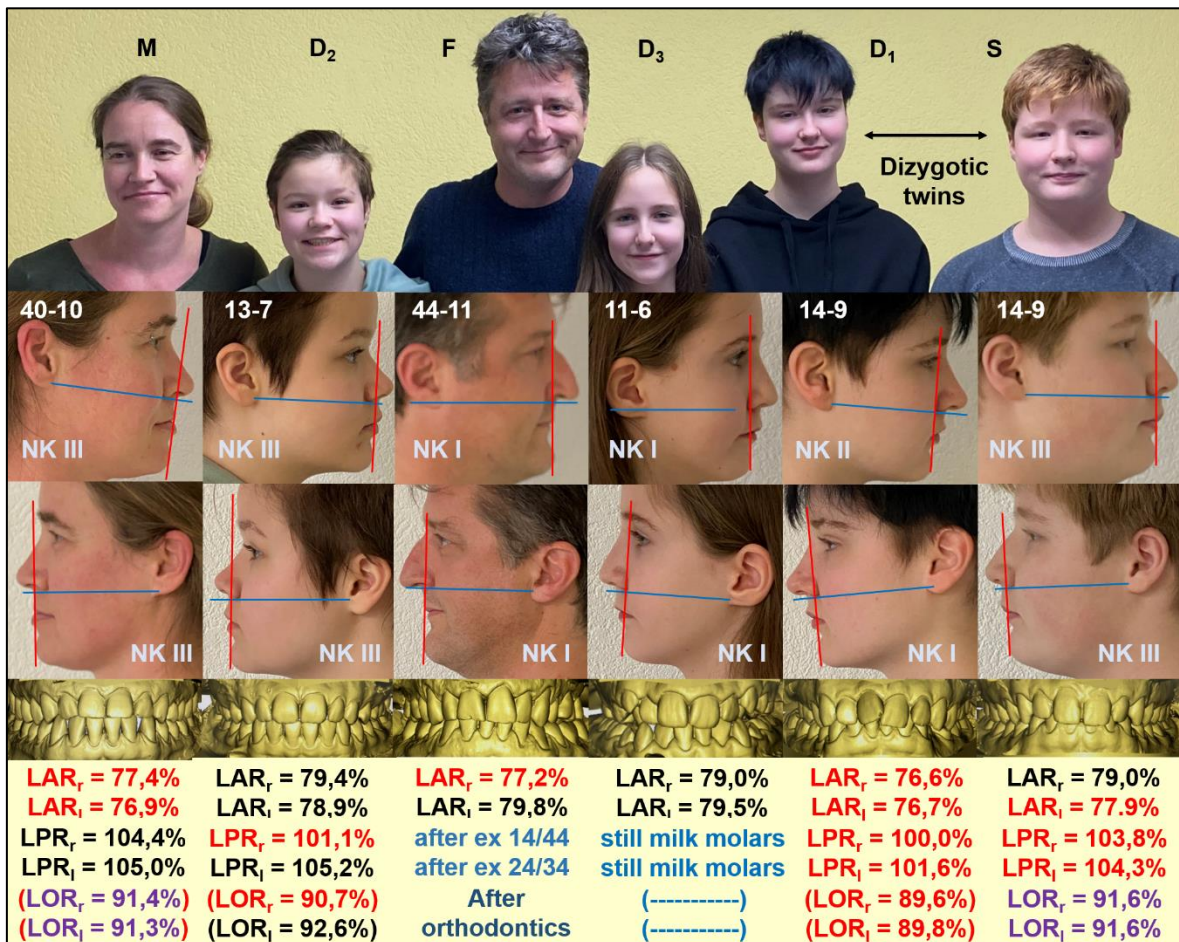 M D₂ F D₃ D₁ S
Dizygotic
twins
40-10 13-7 44-11 11-6 14-9 14-9
NK III NK III NK I NK I NK II NK III
NK III NK III NK I NK I NK I NK III
LARᵣ = 77,4% LARᵣ = 79,4% LARᵣ = 77,2% LARᵣ = 79,0% LARᵣ = 76,6% LARᵣ = 79,0%
LARₗ = 76,9% LARₗ = 78,9% LARₗ = 79,8% LARₗ = 79,5% LARₗ = 76,7% LARₗ = 77.9%
LPRᵣ = 104,4% LPRᵣ = 101,1% after ex 14/44 still milk molars LPRᵣ = 100,0% LPRᵣ = 103,8%
LPRₗ = 105,0% LPRₗ = 105,2% after ex 24/34 still milk molars LPRₗ = 101,6% LPRₗ = 104,3%
(LORᵣ = 91,4%) (LORᵣ = 90,7%) After (-----------) (LORᵣ = 89,6%) LORᵣ = 91,6%
(LORₗ = 91,3%) (LORₗ = 92,6%) orthodontics (-----------) (LORₗ = 89,8%) LORₗ = 91,6%